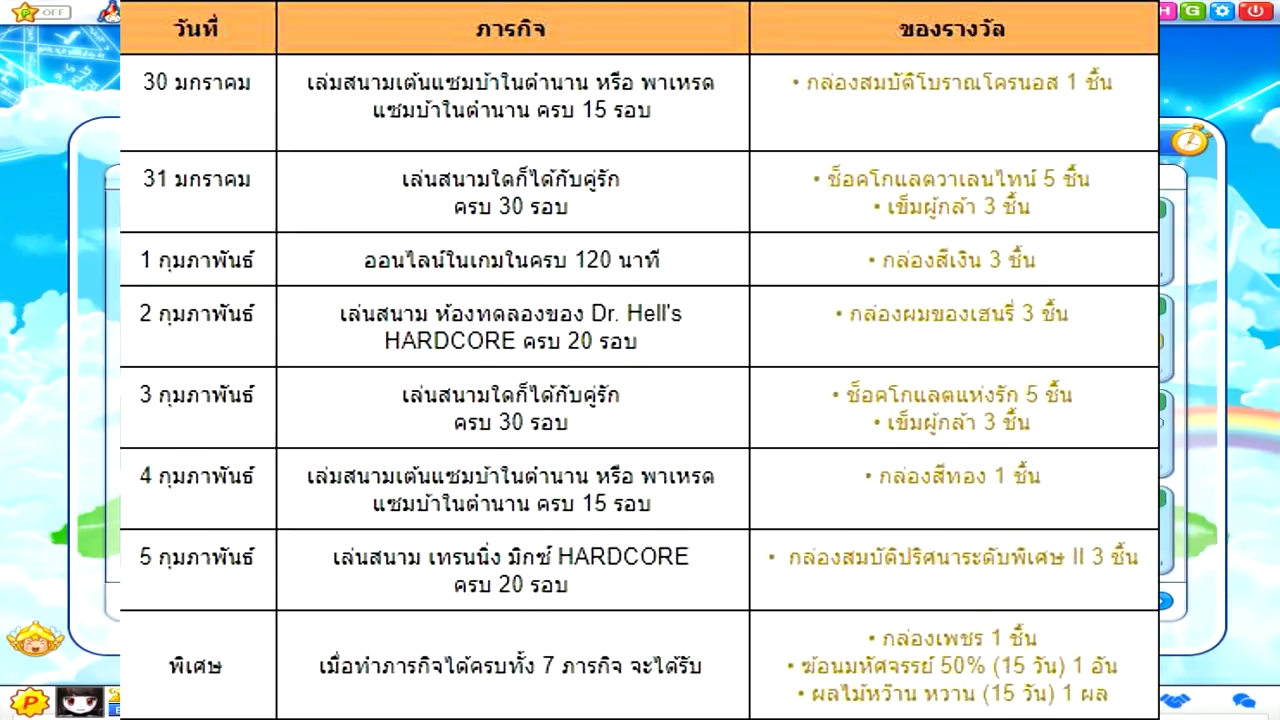 OFF
H G
วันที่ ภารกิจ ของรางวัล
30 มกราคม เล่มสนามเต้นแซมบ้าในตำนาน หรือ พาเหรด • กล่องสมบัติโบราณโครนอส 1 ชิ้น
แซมบ้าในตำนาน ครบ 15 รอบ
31 มกราคม เล่นสนามใดก็ได้กับคู่รัก • ช็อคโกแลตวาเลนไทน์ 5 ชิ้น
ครบ 30 รอบ • เข็มผู้กล้า 3 ชิ้น
1 กุมภาพันธ์ ออนไลน์ในเกมในครบ 120 นาที • กล่องสีเงิน 3 ชิ้น
2 กุมภาพันธ์ เล่นสนาม ห้องทดลองของ Dr. Hell's • กล่องผมของเฮนรี่ 3 ชิ้น
HARDCORE ครบ 20 รอบ
3 กุมภาพันธ์ เล่นสนามใดก็ได้กับคู่รัก • ช็อคโกแลตแห่งรัก 5 ชิ้น
ครบ 30 รอบ • เข็มผู้กล้า 3 ชิ้น
4 กุมภาพันธ์ เล่มสนามเต้นแซมบ้าในตำนาน หรือ พาเหรด • กล่องสีทอง 1 ชิ้น
แซมบ้าในตำนาน ครบ 15 รอบ
5 กุมภาพันธ์ เล่นสนาม เทรนนิ่ง มิกซ์ HARDCORE • กล่องสมบัติปริศนาระดับพิเศษ II 3 ชิ้น
ครบ 20 รอบ
• กล่องเพชร 1 ชิ้น
พิเศษ เมื่อทำภารกิจได้ครบทั้ง 7 ภารกิจ จะได้รับ • ฆ้อนมหัศจรรย์ 50% (15 วัน) 1 อัน
• ผลไม้หว๊าน หวาน (15 วัน) 1 ผล
P